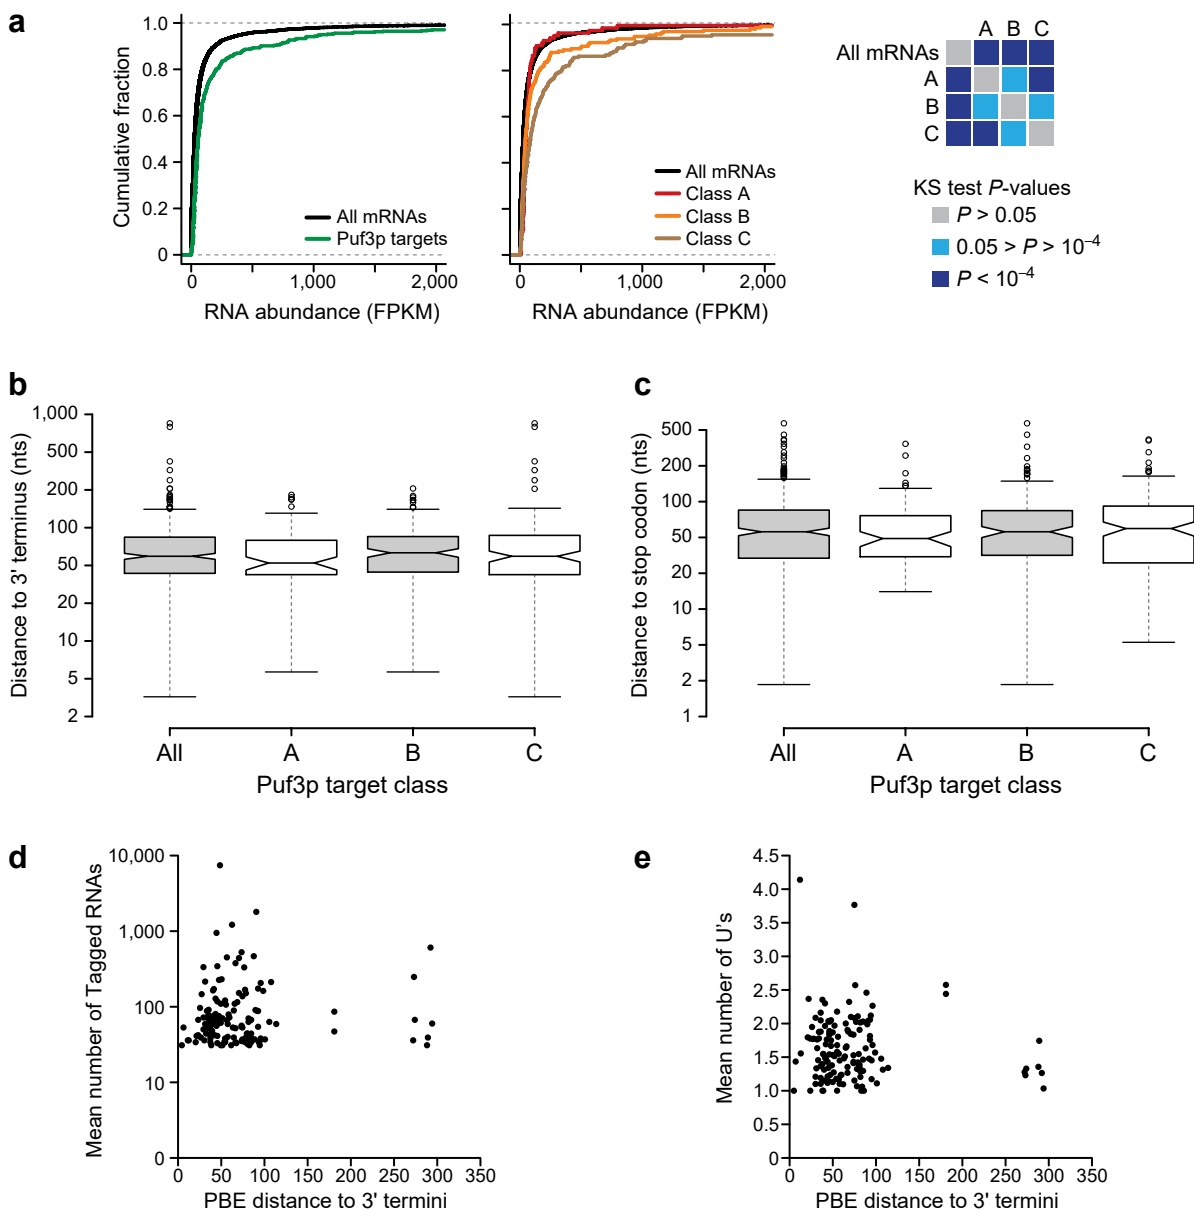 a
Cumulative fraction
1.0
0.8
0.6
0.4
0.2
0
All mRNAs
Puf3p targets
0
1,000
2,000
RNA abundance (FPKM)
All mRNAs
Class A
Class B
Class C
0
1,000
2,000
RNA abundance (FPKM)
A B C
All mRNAs
A
B
C
KS test P-values
P > 0.05
0.05 > P > 10⁻⁴
P < 10⁻⁴
b
Distance to 3' terminus (nts)
1,000
500
200
100
50
20
10
5
2
All A B C
Puf3p target class
c
Distance to stop codon (nts)
500
200
100
50
20
10
5
2
1
All A B C
Puf3p target class
d
Mean number of Tagged RNAs
10,000
1,000
100
10
0
0 50 100 150 200 250 300 350
PBE distance to 3' termini
e
Mean number of U's
4.5
4.0
3.5
3.0
2.5
2.0
1.5
1.0
0.5
0
0 50 100 150 200 250 300 350
PBE distance to 3' termini